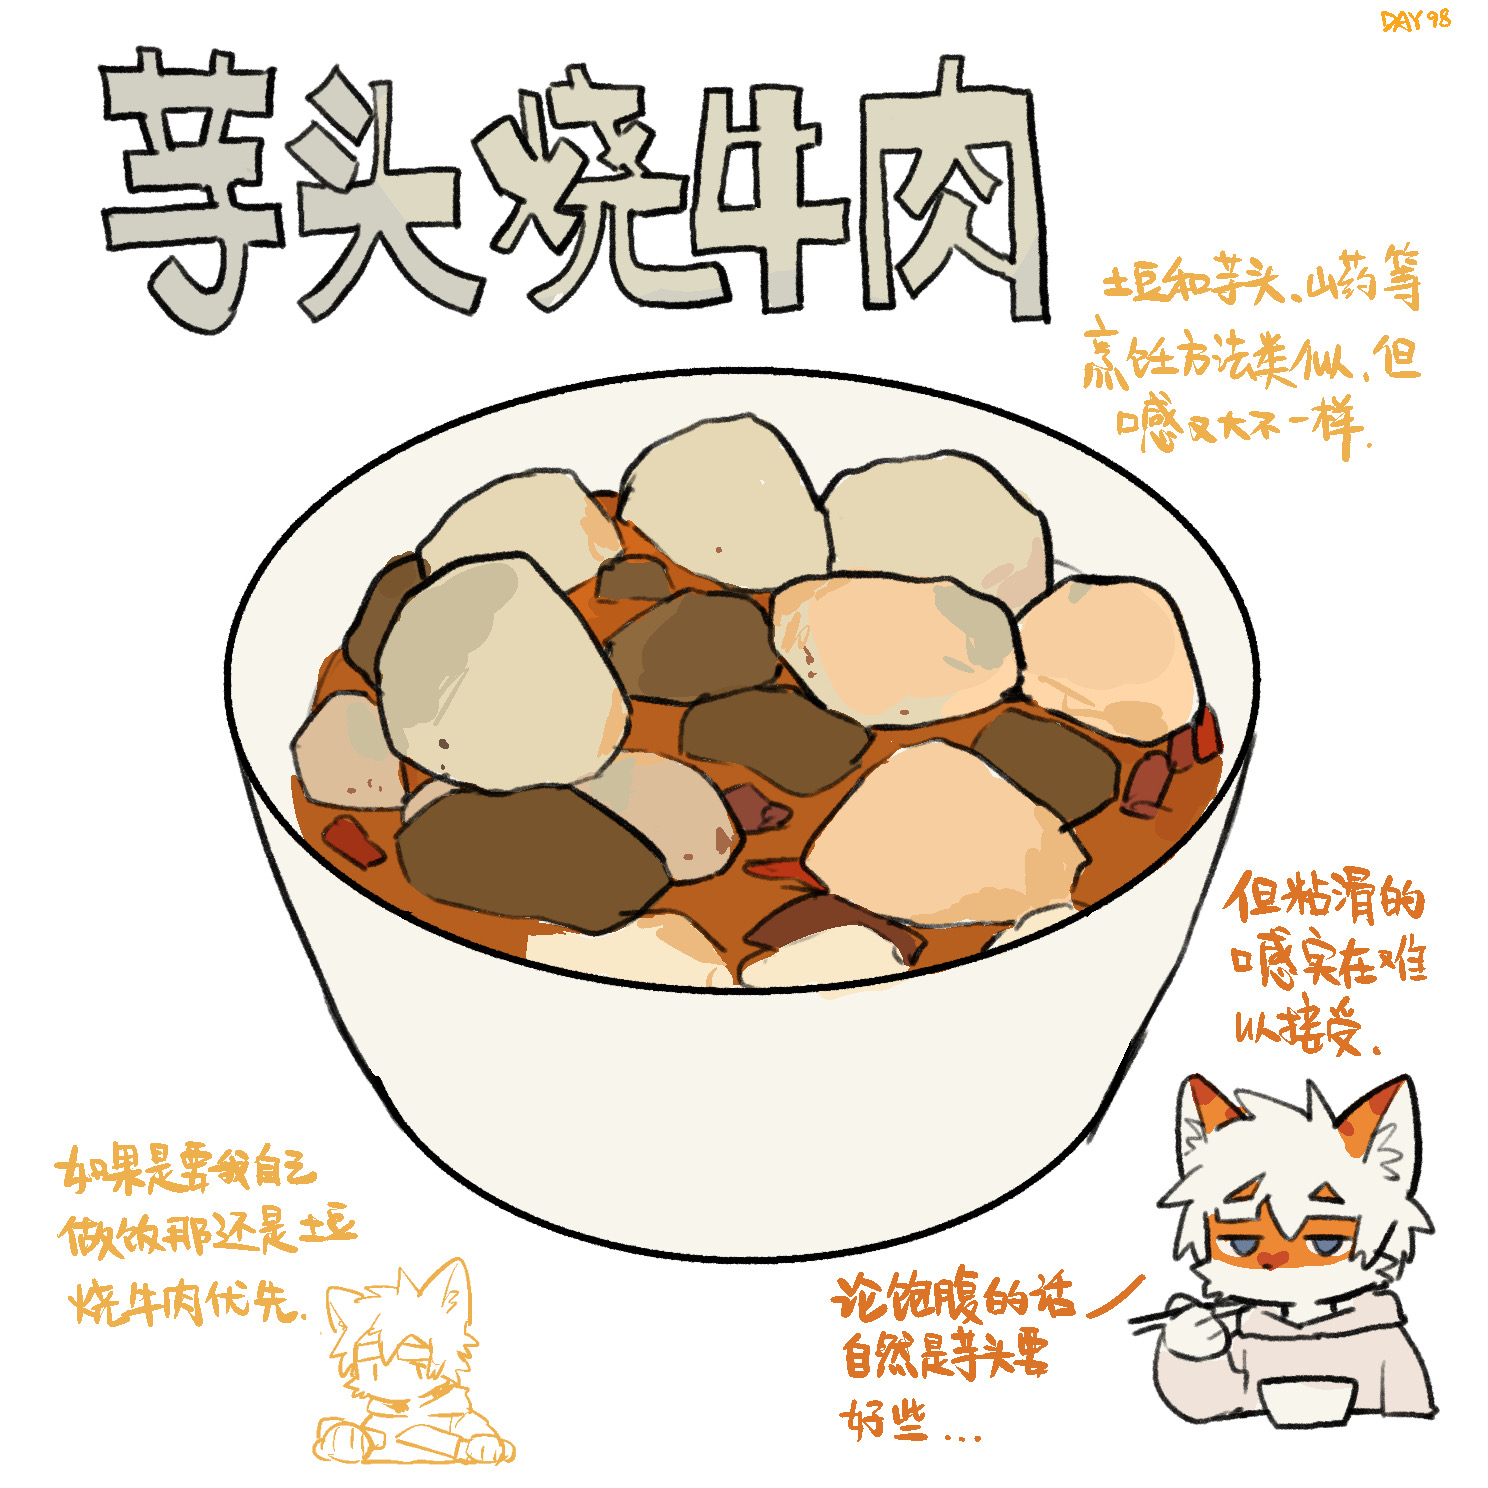 DAY 98
芋头烧牛肉
土豆和芋头、山药等
烹饪方法类似,但
口感又大不一样.
但粘滑的
口感实在难
以接受.
如果是要我自己
做饭那还是土豆
烧牛肉优先.
论饱腹的话
自然是芋头要
好些...